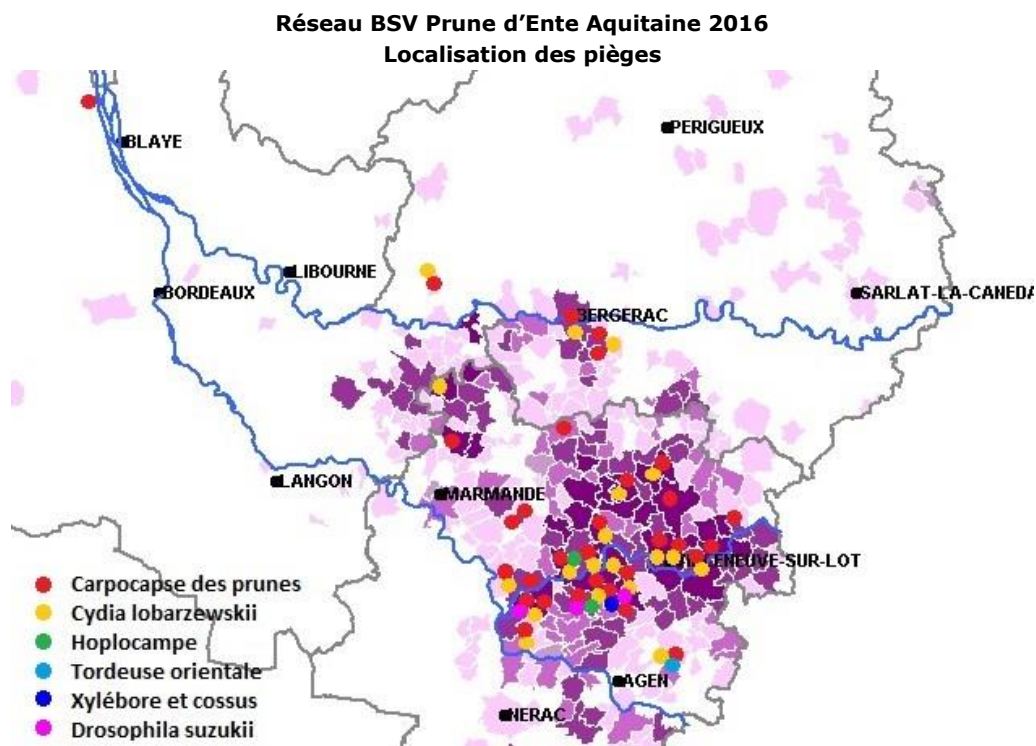 Réseau BSV Prune d’Ente Aquitaine 2016
Localisation des pièges
PERIGUEUX
BLAYE
LIBOURNE
BORDEAUX
SARLAT-LA-CANEDA
BERGERAC
LANGON
MARMANDE
NEUVE-SUR-LOT
Carpocapse des prunes
Cydia lobarzewskii
Hoplocampe
Tordeuse orientale
AGEN
Xylébore et cossus
NERAC
Drosophila suzukii